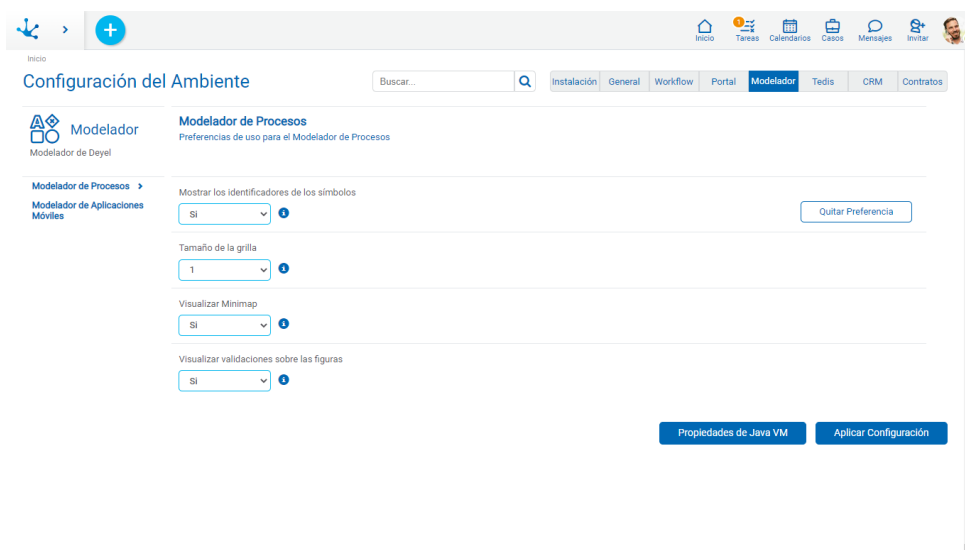 1
Inicio
Tareas
Calendarios
Casos
Mensajes
Invitar
Inicio
Configuración del Ambiente
Buscar...
Instalación
General
Workflow
Portal
Modelador
Tedis
CRM
Contratos
Modelador
Modelador de Deyel
Modelador de Procesos
Preferencias de uso para el Modelador de Procesos
Modelador de Procesos
Modelador de Aplicaciones
Móviles
Mostrar los identificadores de los símbolos
Si
Quitar Preferencia
Tamaño de la grilla
1
Visualizar Minimap
Si
Visualizar validaciones sobre las figuras
Si
Propiedades de Java VM
Aplicar Configuración